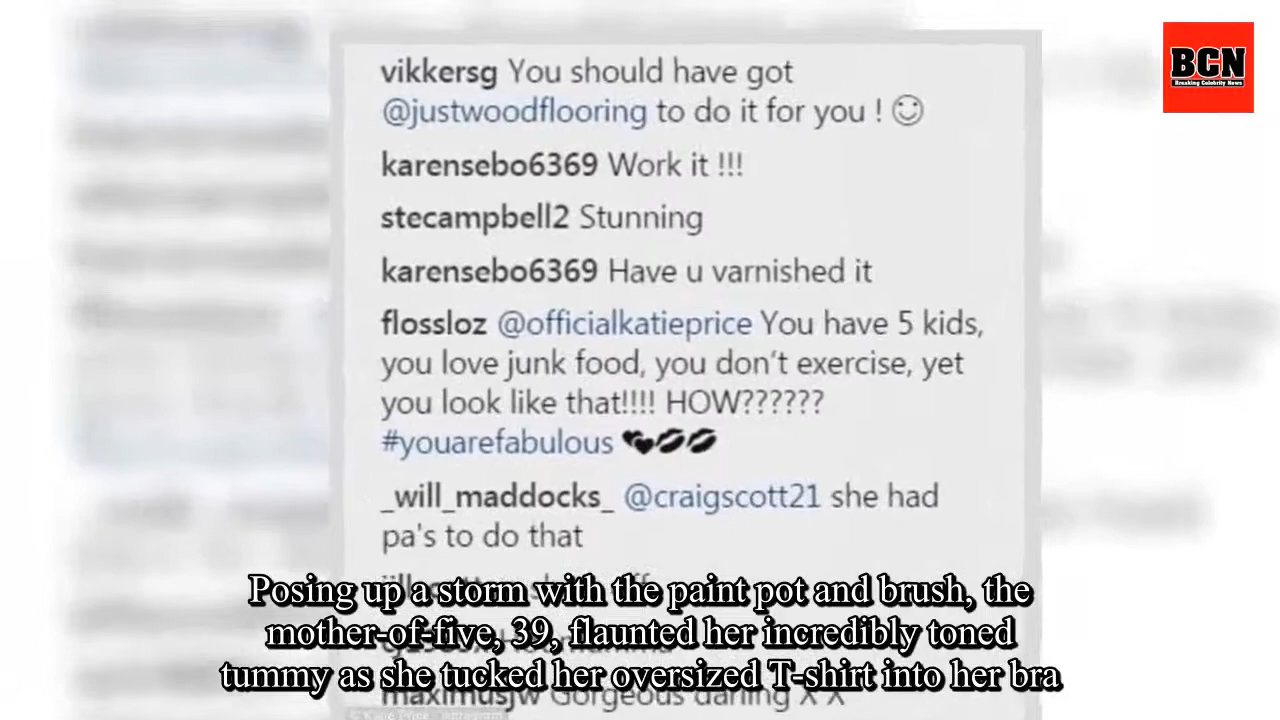 BCN
Breaking Celebrity News
vikkersg You should have got
@justwoodflooring to do it for you ! ☺
karensebo6369 Work it !!!
stecampbell2 Stunning
karensebo6369 Have u varnished it
flossloz @officialkatieprice You have 5 kids,
you love junk food, you don't exercise, yet
you look like that!!!! HOW??????
#youarefabulous 💕💋💋
_will_maddocks_ @craigscott21 she had
pa's to do that
Posing up a storm with the paint pot and brush, the
mother-of-five, 39, flaunted her incredibly toned
tummy as she tucked her oversized T-shirt into her bra
maximusjw Gorgeous darling X X